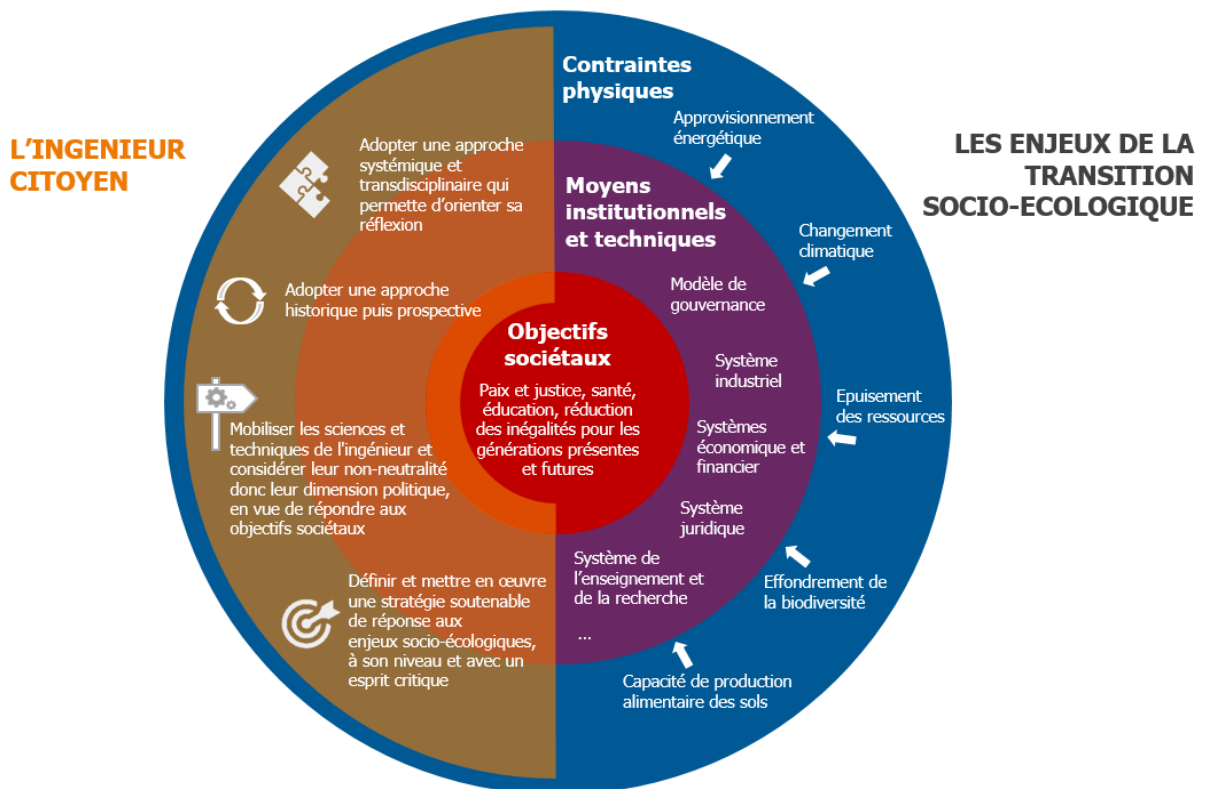 L'INGENIEUR
CITOYEN
Adopter une approche
systémique et
transdisciplinaire qui
permette d'orienter sa
réflexion
Adopter une approche
historique puis prospective
Mobiliser les sciences et
techniques de l'ingénieur et
considérer leur non-neutralité
donc leur dimension politique,
en vue de répondre aux
objectifs sociétaux
Définir et mettre en œuvre
une stratégie soutenable
de réponse aux
enjeux socio-écologiques,
à son niveau et avec un
esprit critique
Objectifs
sociétaux
Paix et justice, santé,
éducation, réduction
des inégalités pour les
générations présentes
et futures
Moyens
institutionnels
et techniques
Modèle de
gouvernance
Système
industriel
Systèmes
économique et
financier
Système
juridique
Système de
l'enseignement et
de la recherche
...
Contraintes
physiques
Approvisionnement
énergétique
Changement
climatique
Epuisement
des ressources
Effondrement de
la biodiversité
Capacité de production
alimentaire des sols
LES ENJEUX DE LA
TRANSITION
SOCIO-ECOLOGIQUE